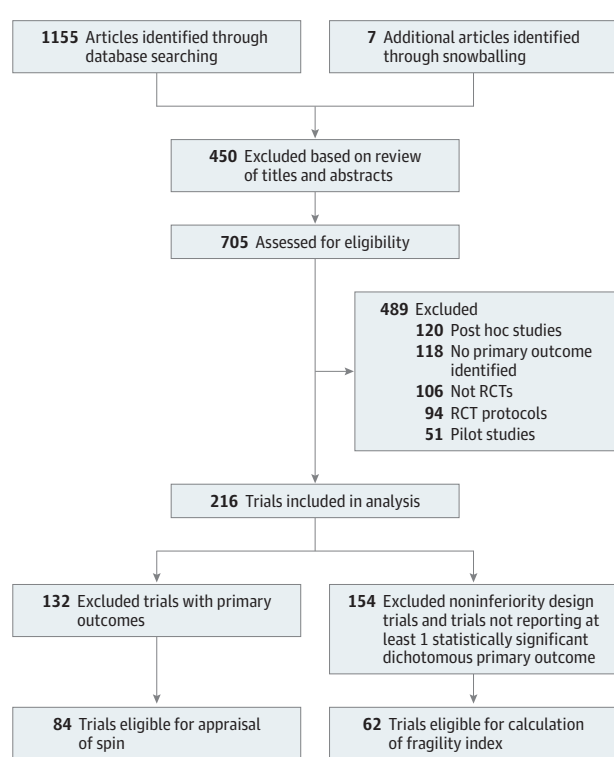 1155 Articles identified through
database searching
7 Additional articles identified
through snowballing
450 Excluded based on review
of titles and abstracts
705 Assessed for eligibility
489 Excluded
120 Post hoc studies
118 No primary outcome
identified
106 Not RCTs
94 RCT protocols
51 Pilot studies
216 Trials included in analysis
132 Excluded trials with primary
outcomes
154 Excluded noninferiority design
trials and trials not reporting at
least 1 statistically significant
dichotomous primary outcome
84 Trials eligible for appraisal
of spin
62 Trials eligible for calculation
of fragility index